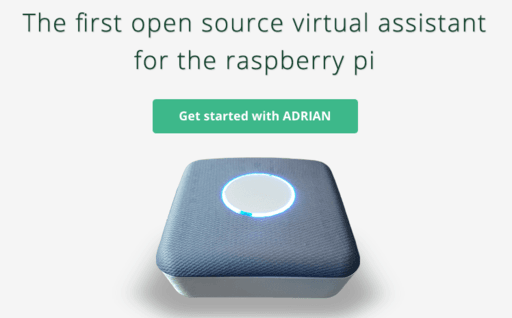 The first open source virtual assistant
for the raspberry pi
Get started with ADRIAN